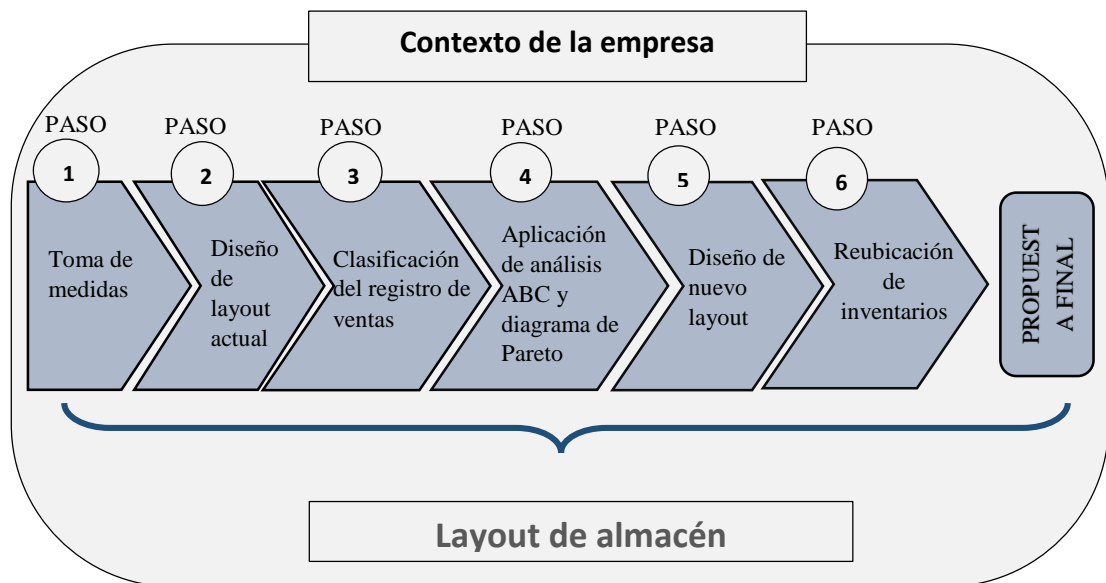 Contexto de la empresa
PASO
1
PASO
2
PASO
3
PASO
4
PASO
5
PASO
6
Toma de
medidas
Diseño
de
layout
actual
Clasificación
del registro de
ventas
Aplicación
de análisis
ABC y
diagrama de
Pareto
Diseño de
nuevo
layout
Reubicación
de
inventarios
PROPUEST
A FINAL
Layout de almacén